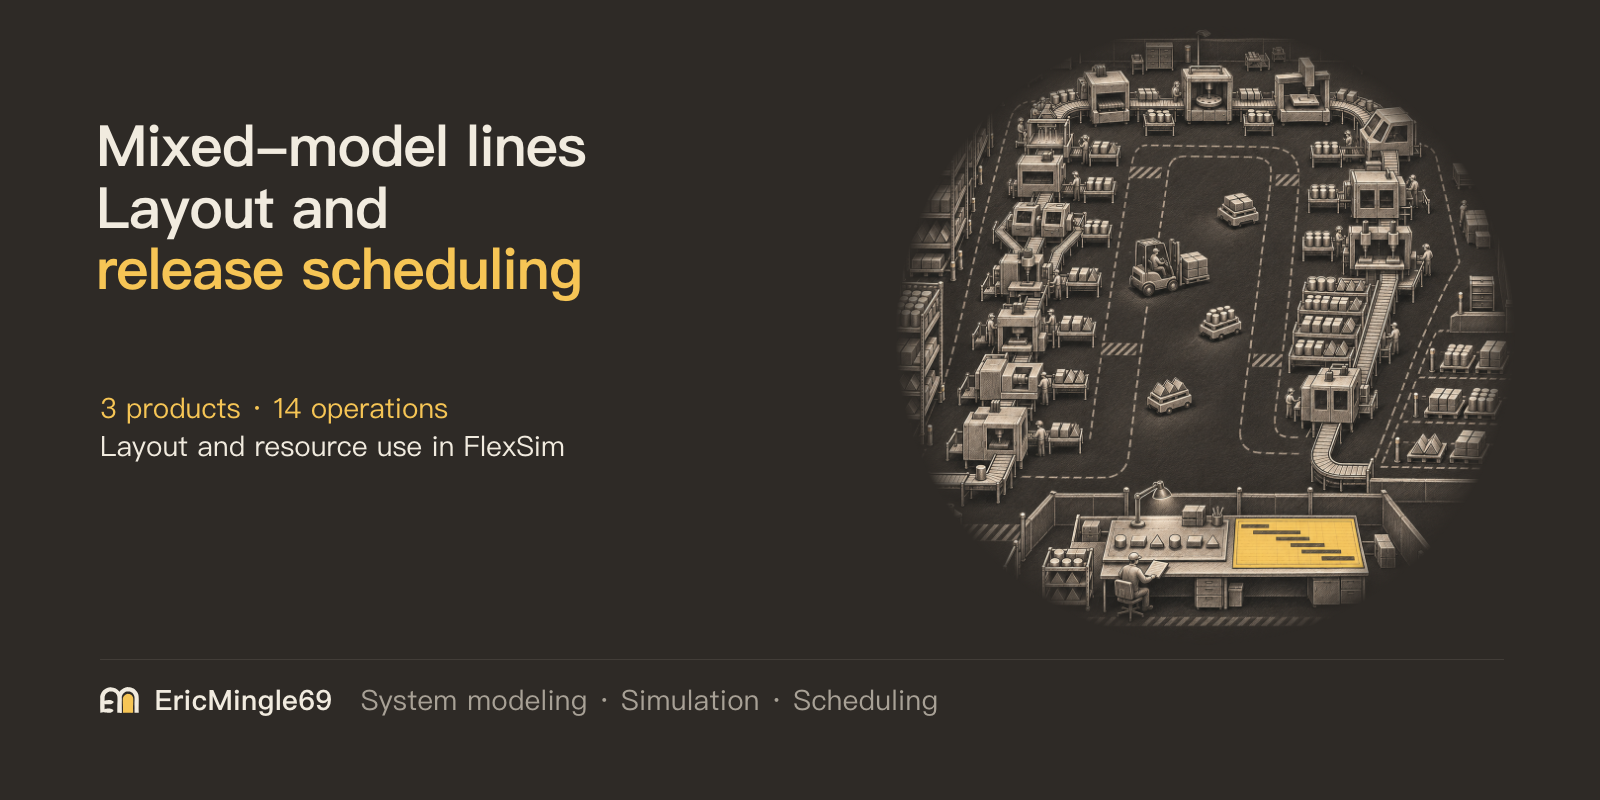 Mixed–model lines
Layout and
release scheduling
3 products · 14 operations
Layout and resource use in FlexSim
EricMingle69 System modeling · Simulation · Scheduling